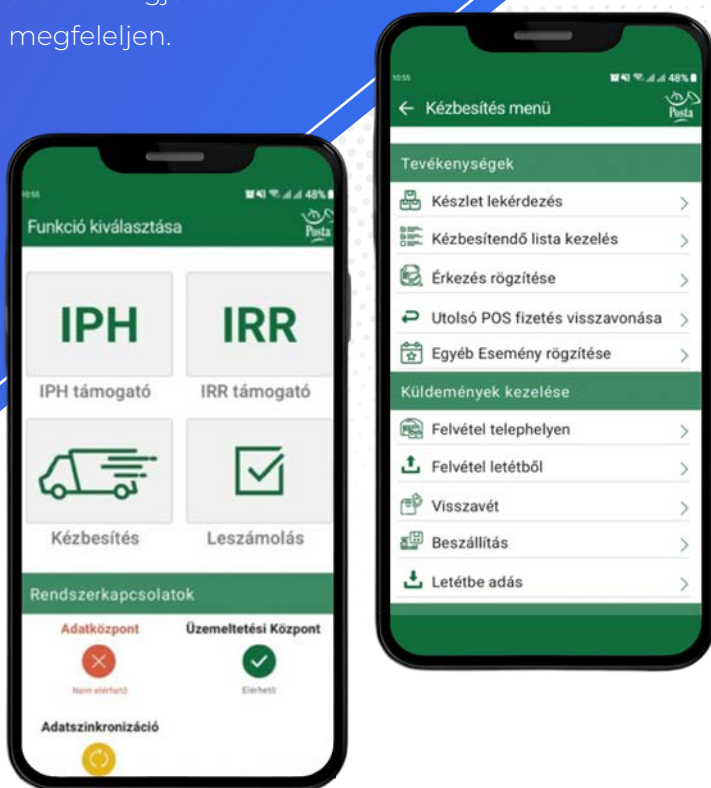 megfeleljen.
10:55
48%
Funkció kiválasztása
Posta
IPH
IRR
IPH támogató
IRR támogató
Kézbesítés
Leszámolás
Rendszerkapcsolatok
Adatközpont
Üzemeltetési Központ
Nem elérhető
Elérhető
Adatszinkronizáció
10:55
48%
Kézbesítés menü
Posta
Tevékenységek
Készlet lekérdezés
Kézbesítendő lista kezelés
Érkezés rögzítése
Utolsó POS fizetés visszavonása
Egyéb Esemény rögzítése
Küldemények kezelése
Felvétel telephelyen
Felvétel letétből
Visszavét
Beszállítás
Letétbe adás